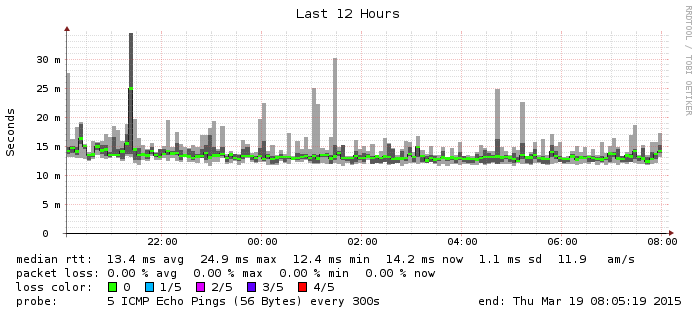 Last 12 Hours
RRDTOOL / TOBI OETIKER
Seconds
30 m
25 m
20 m
15 m
10 m
5 m
0
22:00 00:00 02:00 04:00 06:00 08:00
median rtt: 13.4 ms avg 24.9 ms max 12.4 ms min 14.2 ms now 1.1 ms sd 11.9 am/s
packet loss: 0.00 % avg 0.00 % max 0.00 % min 0.00 % now
loss color: 0 1/5 2/5 3/5 4/5
probe: 5 ICMP Echo Pings (56 Bytes) every 300s end: Thu Mar 19 08:05:19 2015